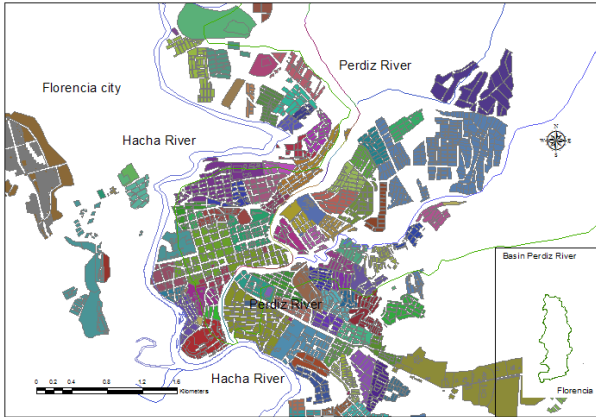 Perdiz River
Florencia city
Hacha River
N
S
Basin Perdiz River
Perdiz River
Hacha River
Florencia
0 0.2 0.4 0.8 1.2 1.6
Kilometers